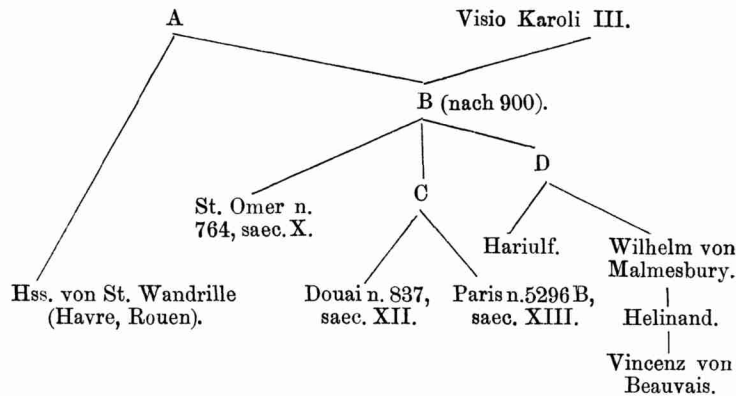 A
Visio Karoli III.
B (nach 900).
D
C
St. Omer n.
764, saec. X.
Hariulf.
Wilhelm von
Malmesbury.
Hss. von St. Wandrille
(Havre, Rouen).
Douai n. 837,
saec. XII.
Paris n. 5296 B,
saec. XIII.
Helinand.
Vincenz von
Beauvais.